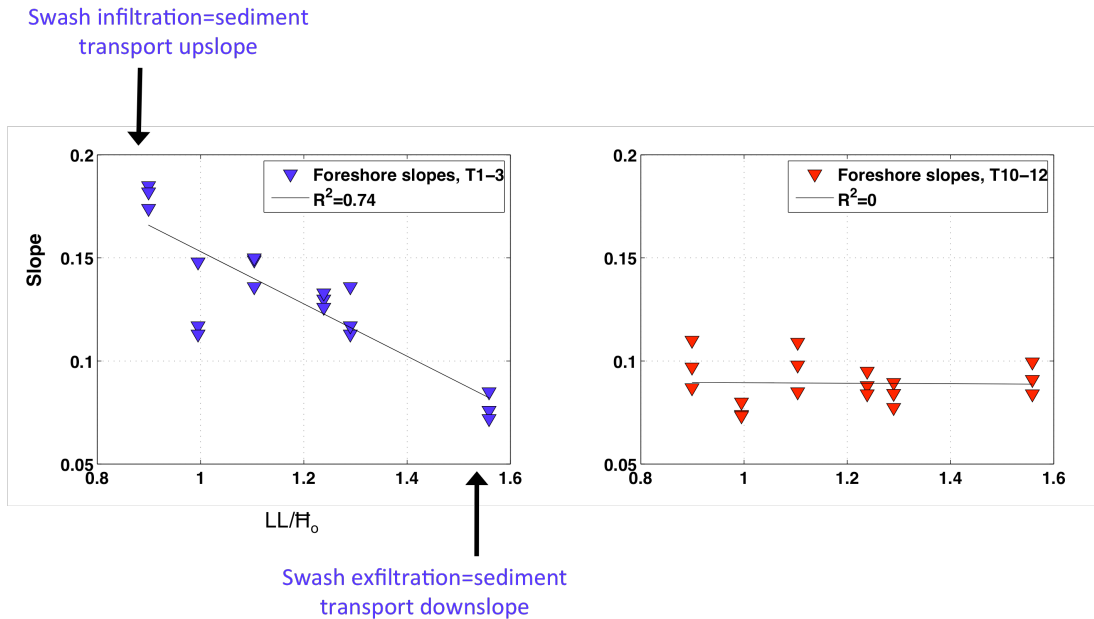 Swash infiltration=sediment
transport upslope
0.2
0.15
0.1
0.05
Slope
Foreshore slopes, T1-3
R²=0.74
0.8 1 1.2 1.4 1.6
LL/Ħₒ
0.2
0.15
0.1
0.05
Foreshore slopes, T10-12
R²=0
0.8 1 1.2 1.4 1.6
Swash exfiltration=sediment
transport downslope